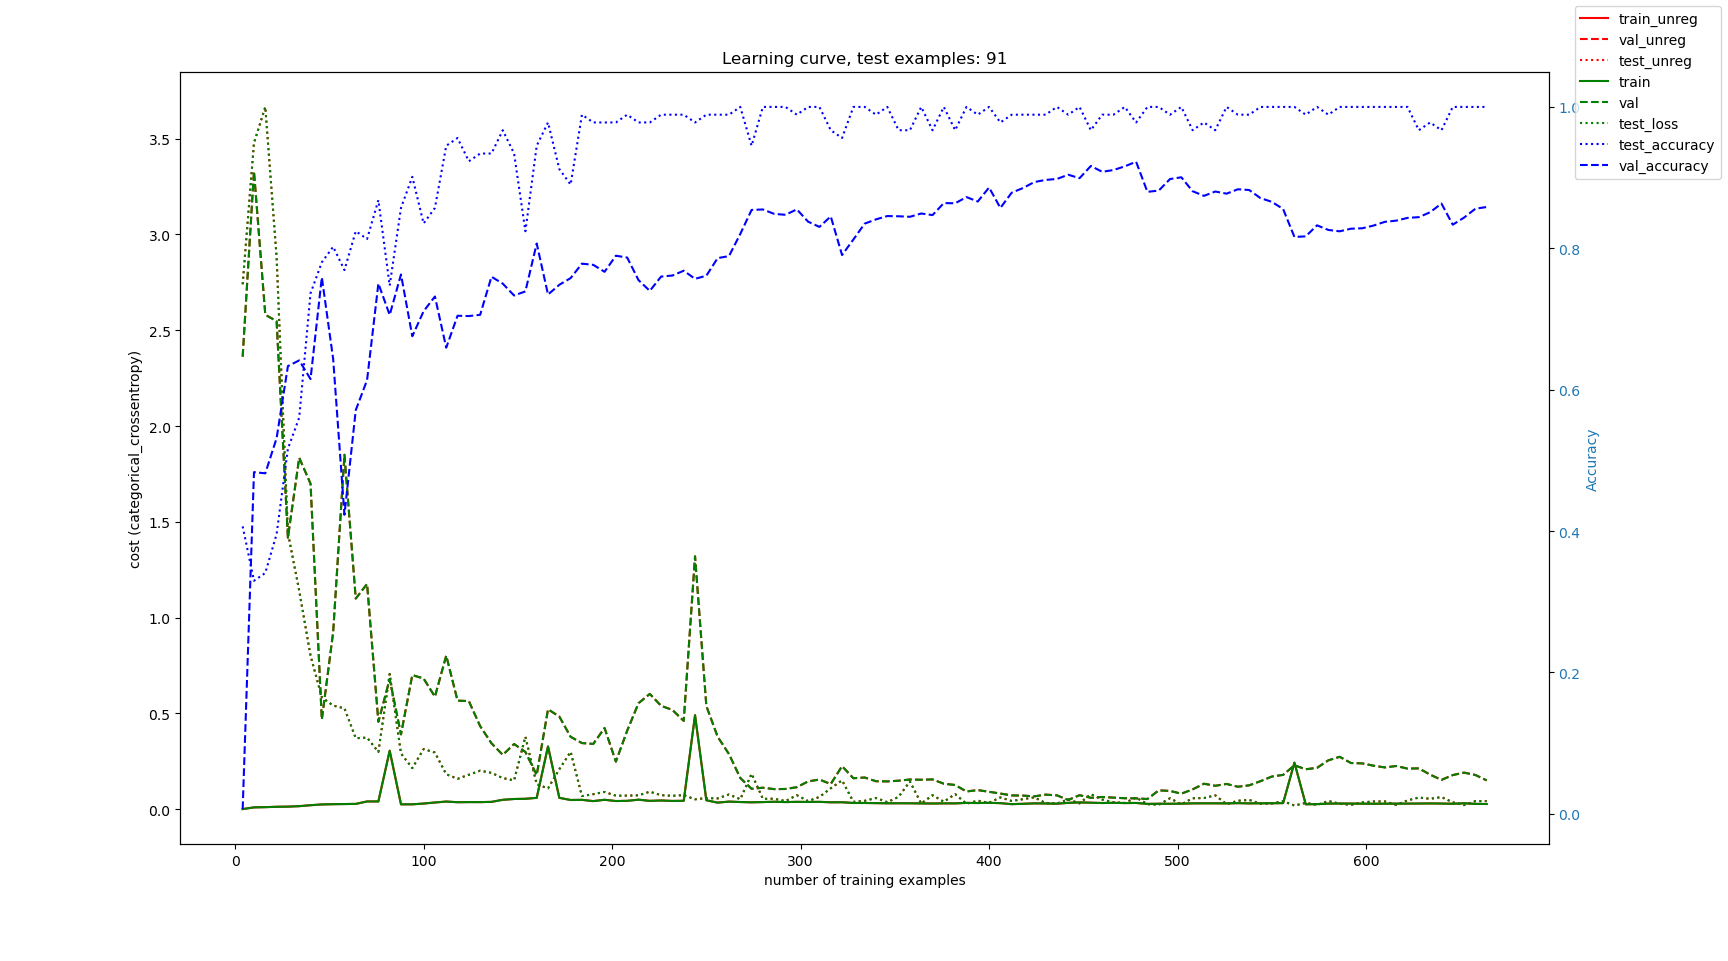 Learning curve, test examples: 91
train_unreg
val_unreg
test_unreg
train
val
test_loss
test_accuracy
val_accuracy
cost (categorical_crossentropy)
3.5
3.0
2.5
2.0
1.5
1.0
0.5
0.0
0
100
200
300
400
500
600
number of training examples
1.0
0.8
0.6
0.4
0.2
0.0
Accuracy